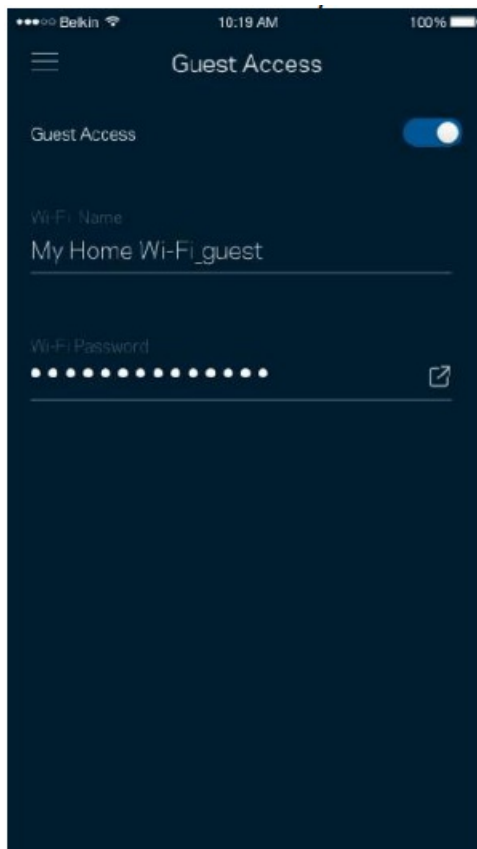 Belkin 10:19 AM 100%
Guest Access
Guest Access
Wi-Fi Name
My Home Wi-Fi_guest
Wi-Fi Password
••••••••••••••